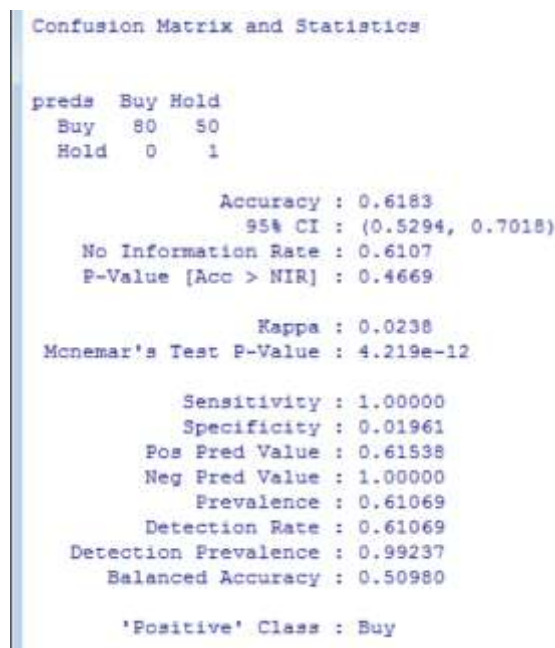 Confusion Matrix and Statistics
preds Buy Hold
Buy 80 50
Hold 0 1
Accuracy : 0.6183
95% CI : (0.5294, 0.7018)
No Information Rate : 0.6107
P-Value [Acc > NIR] : 0.4669
Kappa : 0.0238
Mcnemar's Test P-Value : 4.219e-12
Sensitivity : 1.00000
Specificity : 0.01961
Pos Pred Value : 0.61538
Neg Pred Value : 1.00000
Prevalence : 0.61069
Detection Rate : 0.61069
Detection Prevalence : 0.99237
Balanced Accuracy : 0.50980
'Positive' Class : Buy